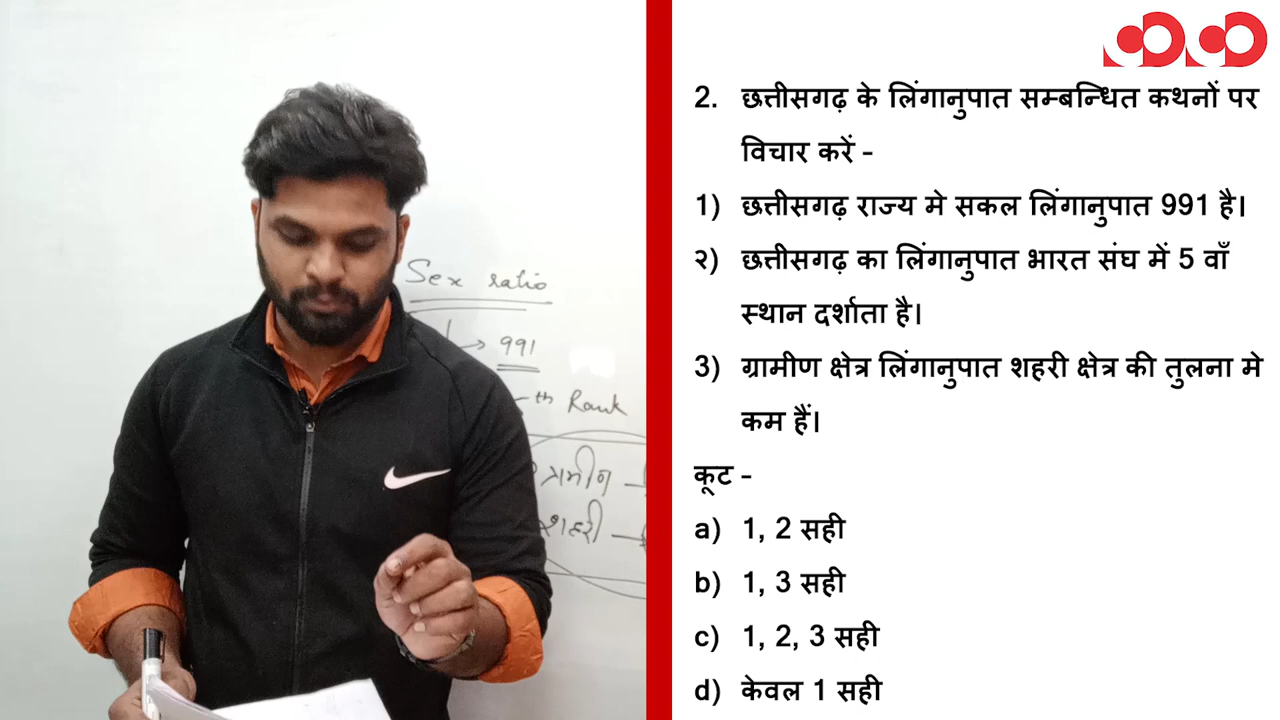 Sex ratio
991
th Rank
ग्रामीण
शहरी
2. छत्तीसगढ़ के लिंगानुपात सम्बन्धित कथनों पर
विचार करें -
1) छत्तीसगढ़ राज्य मे सकल लिंगानुपात 991 है।
२) छत्तीसगढ़ का लिंगानुपात भारत संघ में 5 वाँ
स्थान दर्शाता है।
3) ग्रामीण क्षेत्र लिंगानुपात शहरी क्षेत्र की तुलना मे
कम हैं।
कूट -
a) 1, 2 सही
b) 1, 3 सही
c) 1, 2, 3 सही
d) केवल 1 सही